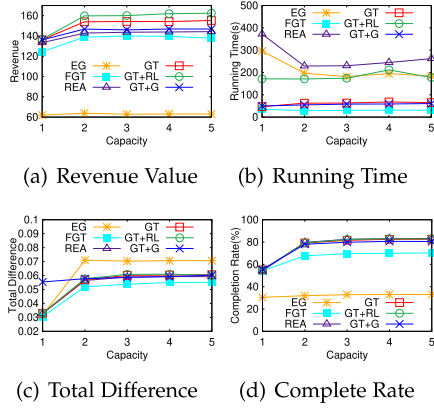 160
140
120
100
80
60
Revenue
EG GT
FGT GT+RL
REA GT+G
1 2 3 4 5
Capacity
(a) Revenue Value
500
400
300
200
100
0
Running Time(s)
EG GT
FGT GT+RL
REA GT+G
1 2 3 4 5
Capacity
(b) Running Time
0.1
0.09
0.08
0.07
0.06
0.05
0.04
0.03
0.02
Total Difference
EG GT
FGT GT+RL
REA GT+G
1 2 3 4 5
Capacity
(c) Total Difference
100
80
60
40
20
0
Completion Rate(%)
EG GT
FGT GT+RL
REA GT+G
1 2 3 4 5
Capacity
(d) Complete Rate